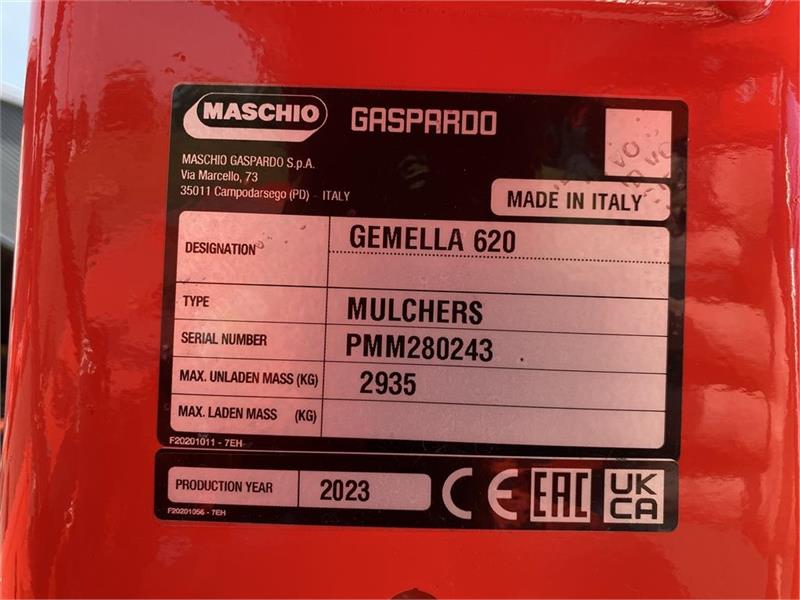 MASCHIO GASPARDO
MASCHIO GASPARDO S.p.A.
Via Marcello, 73
35011 Campodarsego (PD) - ITALY
MADE IN ITALY
DESIGNATION GEMELLA 620
TYPE MULCHERS
SERIAL NUMBER PMM280243
MAX. UNLADEN MASS (KG) 2935
MAX. LADEN MASS (KG)
F20201011 - 7EH
PRODUCTION YEAR 2023 CE EAC UK CA
F20201056 - 7EH